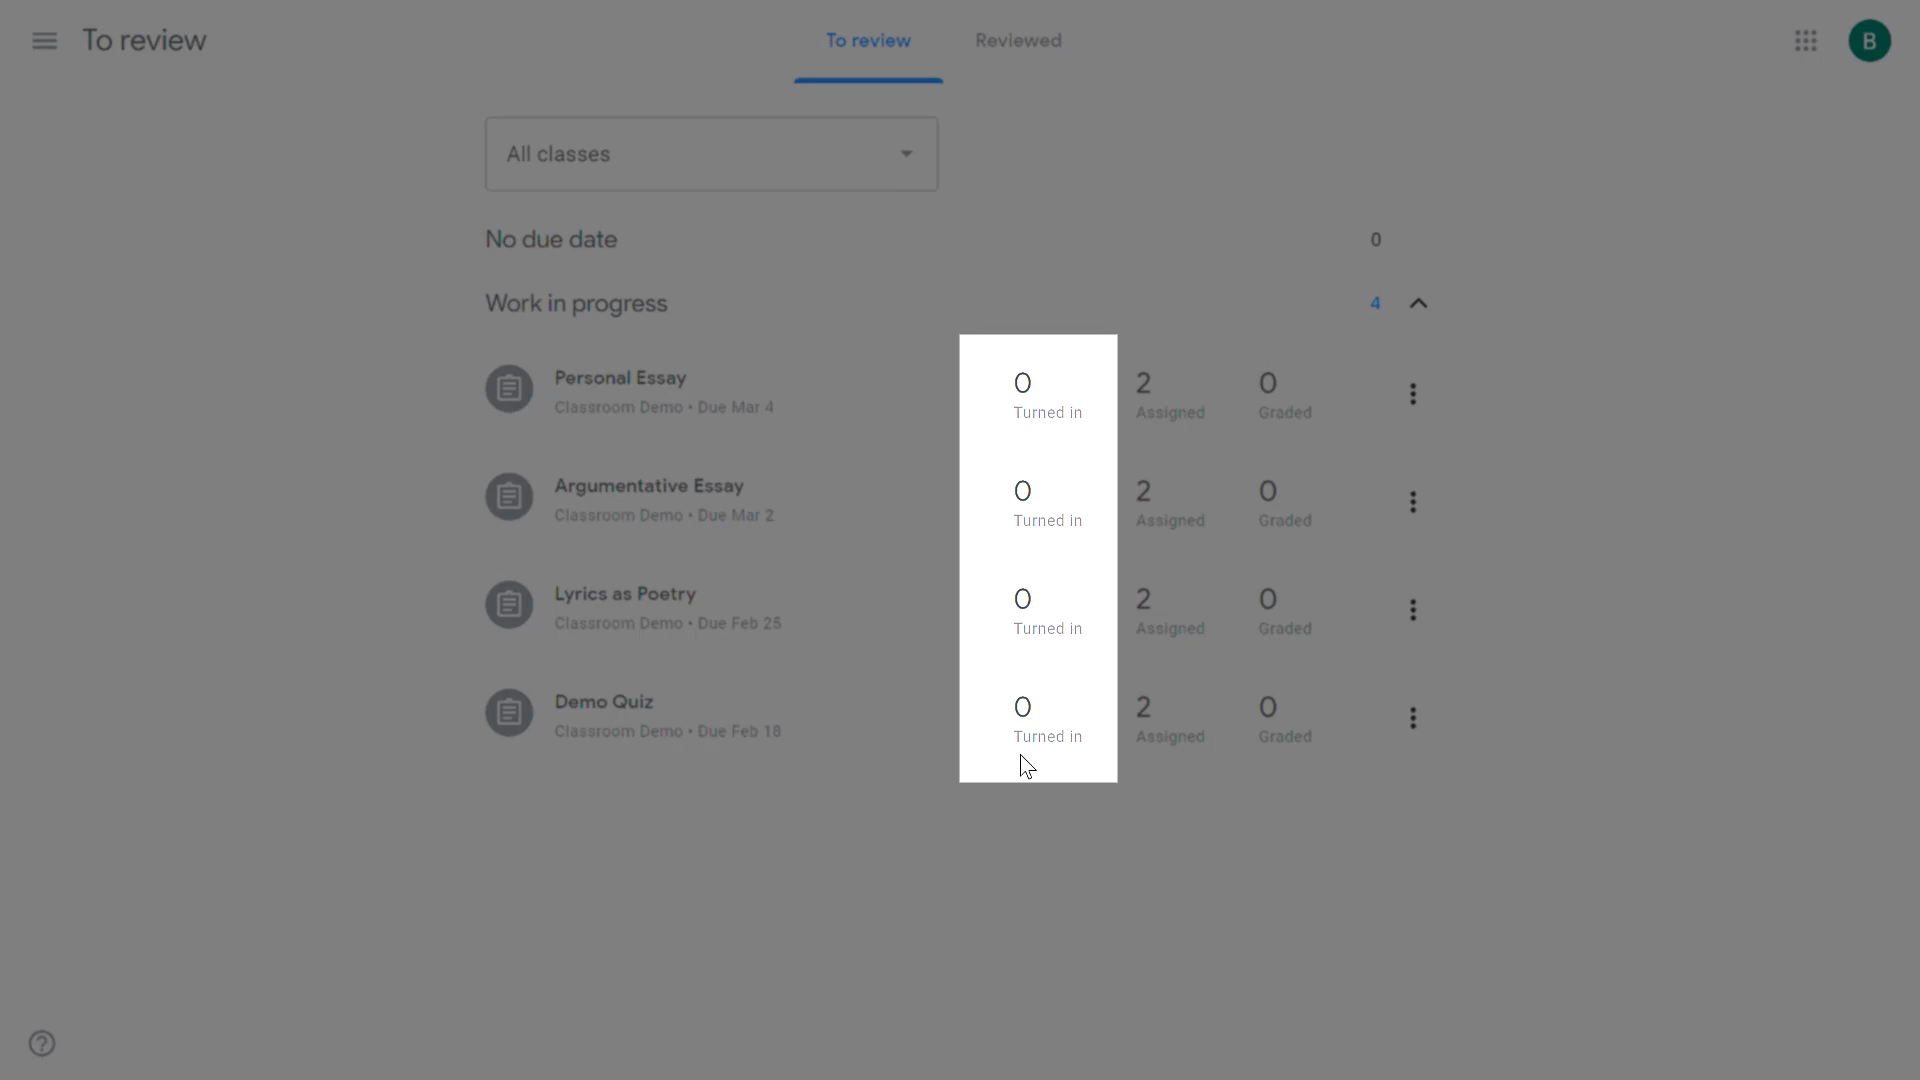 To review
To review
Reviewed
B
All classes
No due date
0
Work in progress
4
Personal Essay
Classroom Demo • Due Mar 4
0
Turned in
2
Assigned
0
Graded
Argumentative Essay
Classroom Demo • Due Mar 2
0
Turned in
2
Assigned
0
Graded
Lyrics as Poetry
Classroom Demo • Due Feb 25
0
Turned in
2
Assigned
0
Graded
Demo Quiz
Classroom Demo • Due Feb 18
0
Turned in
2
Assigned
0
Graded
?